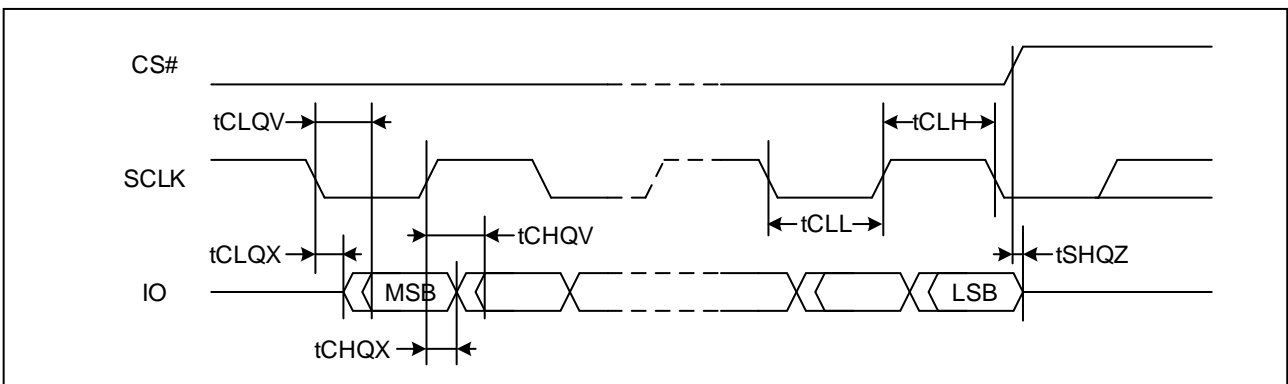 CS#
tCLQV
tCLH
SCLK
tCLL
tCHQV
tCLQX
tSHQZ
IO
MSB
LSB
tCHQX